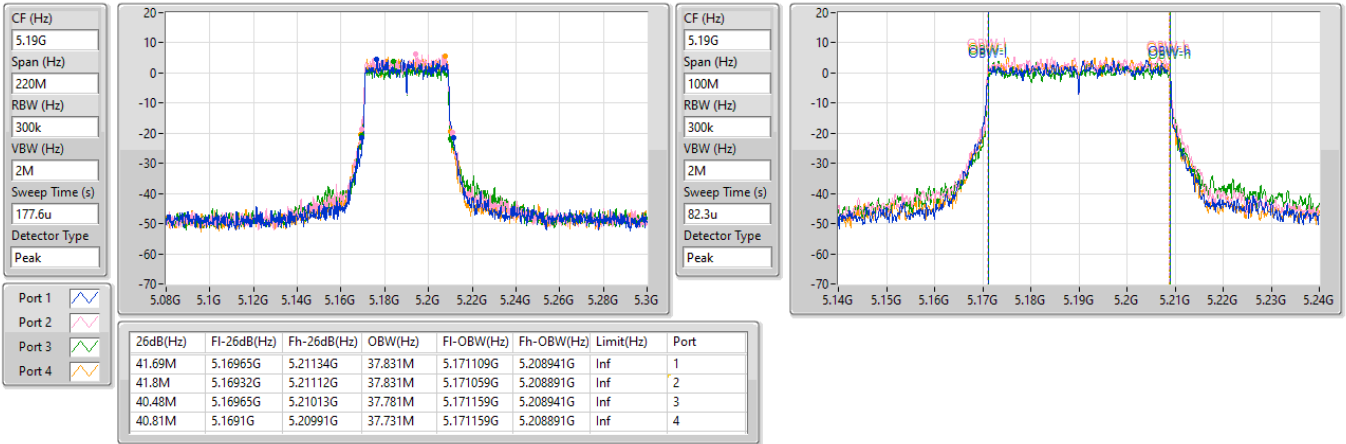 CF (Hz)
5.19G
Span (Hz)
220M
RBW (Hz)
300k
VBW (Hz)
2M
Sweep Time (s)
177.6u
Detector Type
Peak
Port 1
Port 2
Port 3
Port 4
20
10
0
-10
-20
-30
-40
-50
-60
-70
5.08G 5.1G 5.12G 5.14G 5.16G 5.18G 5.2G 5.22G 5.24G 5.26G 5.28G 5.3G
CF (Hz)
5.19G
Span (Hz)
100M
RBW (Hz)
300k
VBW (Hz)
2M
Sweep Time (s)
82.3u
Detector Type
Peak
20
10
0
-10
-20
-30
-40
-50
-60
-70
OBW-l OBW-h
5.14G 5.15G 5.16G 5.17G 5.18G 5.19G 5.2G 5.21G 5.22G 5.23G 5.24G
26dB(Hz) Fl-26dB(Hz) Fh-26dB(Hz) OBW(Hz) Fl-OBW(Hz) Fh-OBW(Hz) Limit(Hz) Port
41.69M 5.16965G 5.21134G 37.831M 5.171109G 5.208941G Inf 1
41.8M 5.16932G 5.21112G 37.831M 5.171059G 5.208891G Inf 2
40.48M 5.16965G 5.21013G 37.781M 5.171159G 5.208941G Inf 3
40.81M 5.1691G 5.20991G 37.731M 5.171159G 5.208891G Inf 4